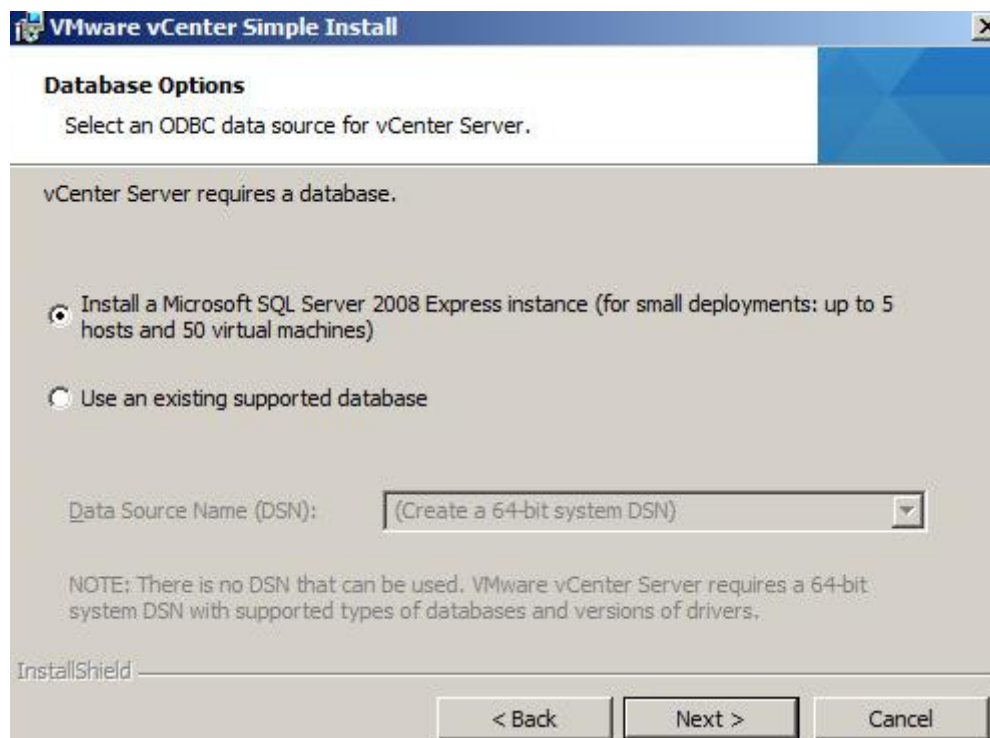 VMware vCenter Simple Install
Database Options
Select an ODBC data source for vCenter Server.
vCenter Server requires a database.
Install a Microsoft SQL Server 2008 Express instance (for small deployments: up to 5
hosts and 50 virtual machines)
Use an existing supported database
Data Source Name (DSN):
(Create a 64-bit system DSN)
NOTE: There is no DSN that can be used. VMware vCenter Server requires a 64-bit
system DSN with supported types of databases and versions of drivers.
InstallShield
< Back
Next >
Cancel